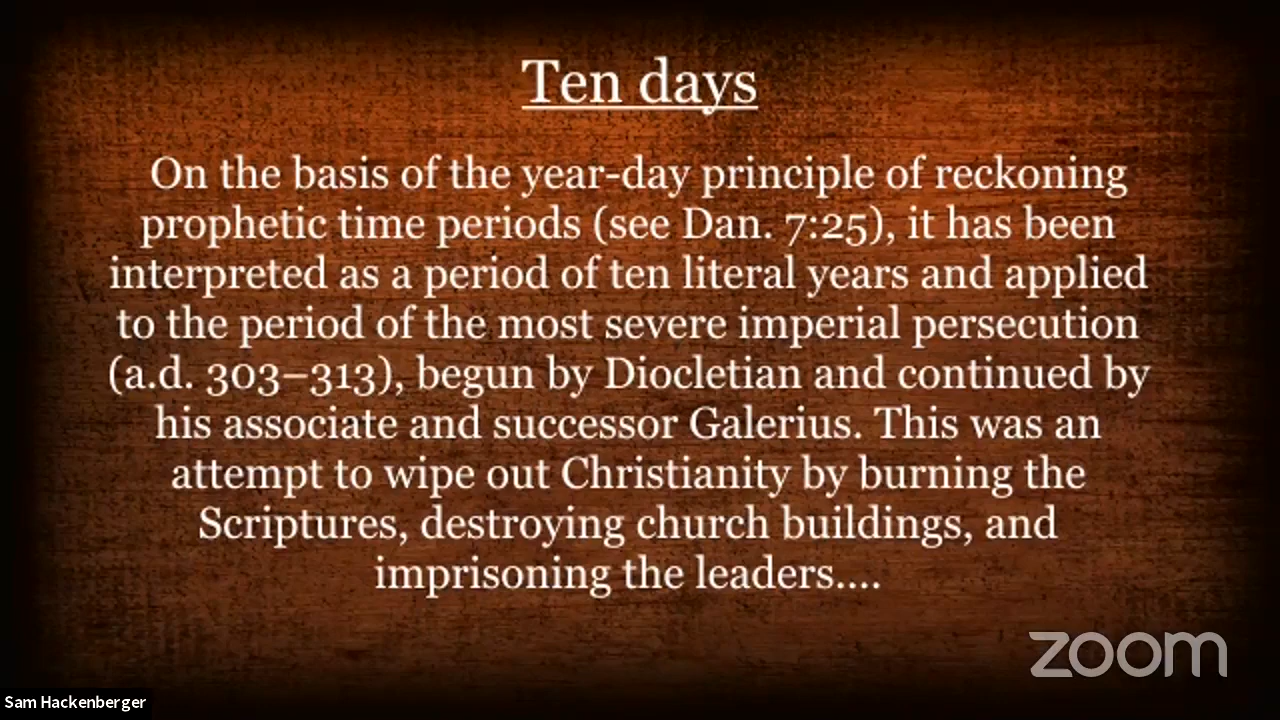 Ten days
On the basis of the year-day principle of reckoning
prophetic time periods (see Dan. 7:25), it has been
interpreted as a period of ten literal years and applied
to the period of the most severe imperial persecution
(a.d. 303–313), begun by Diocletian and continued by
his associate and successor Galerius. This was an
attempt to wipe out Christianity by burning the
Scriptures, destroying church buildings, and
imprisoning the leaders....
zoom
Sam Hackenberger